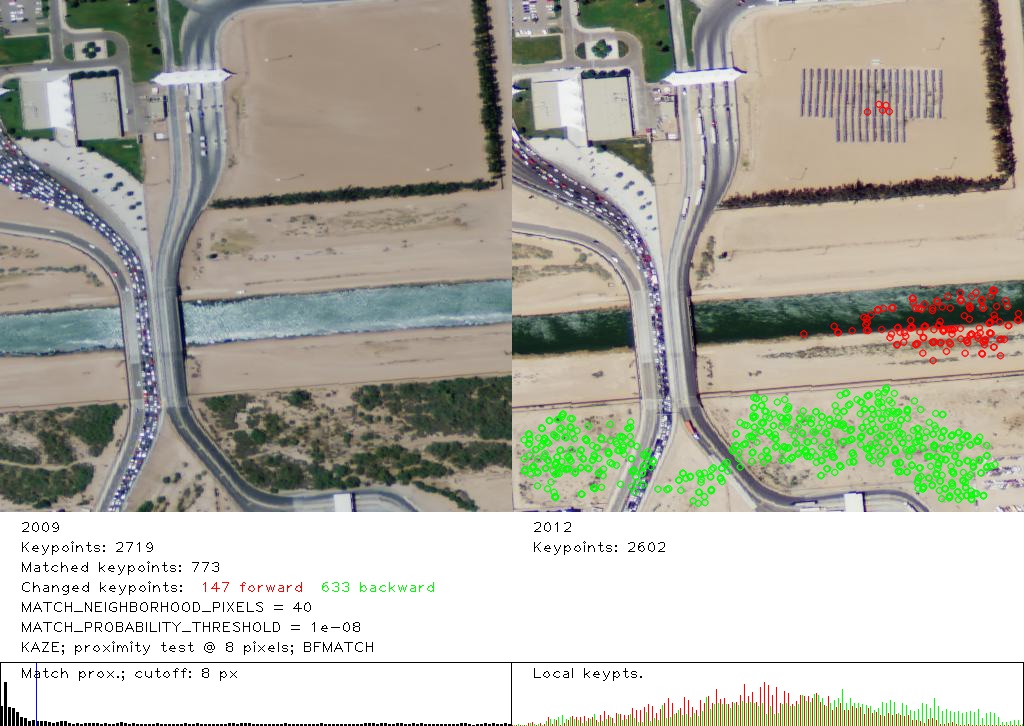 2009
Keypoints: 2719
Matched keypoints: 773
Changed keypoints: 147 forward 633 backward
MATCH_NEIGHBORHOOD_PIXELS = 40
MATCH_PROBABILITY_THRESHOLD = 1e-08
KAZE; proximity test @ 8 pixels; BFMATCH
2012
Keypoints: 2602
Match prox.; cutoff: 8 px
Local keypts.